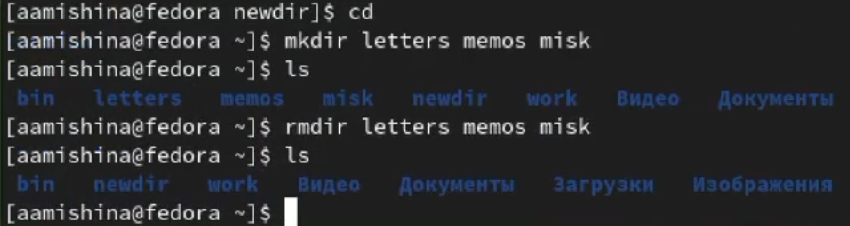 [aamishina@fedora newdir]$ cd
[aamishina@fedora ~]$ mkdir letters memos misk
[aamishina@fedora ~]$ ls
bin letters memos misk newdir work Видео Документы
[aamishina@fedora ~]$ rmdir letters memos misk
[aamishina@fedora ~]$ ls
bin newdir work Видео Документы Загрузки Изображения
[aamishina@fedora ~]$